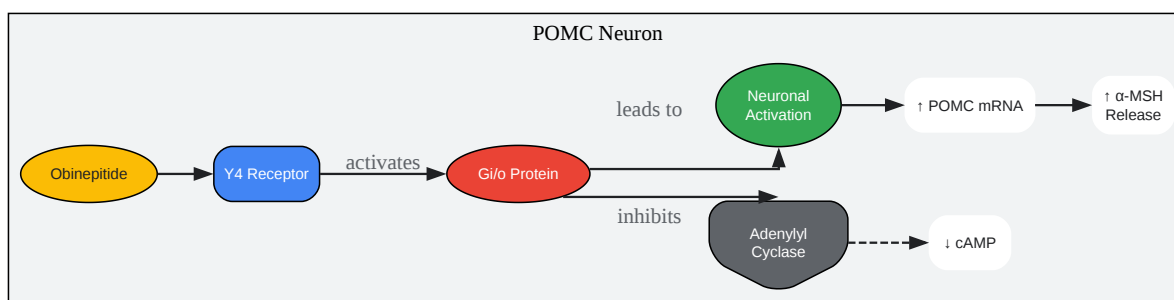 POMC Neuron
Obinepitide
Y4 Receptor
activates
Gi/o Protein
leads to
Neuronal
Activation
↑ POMC mRNA
↑ α-MSH
Release
inhibits
Adenylyl
Cyclase
↓ cAMP